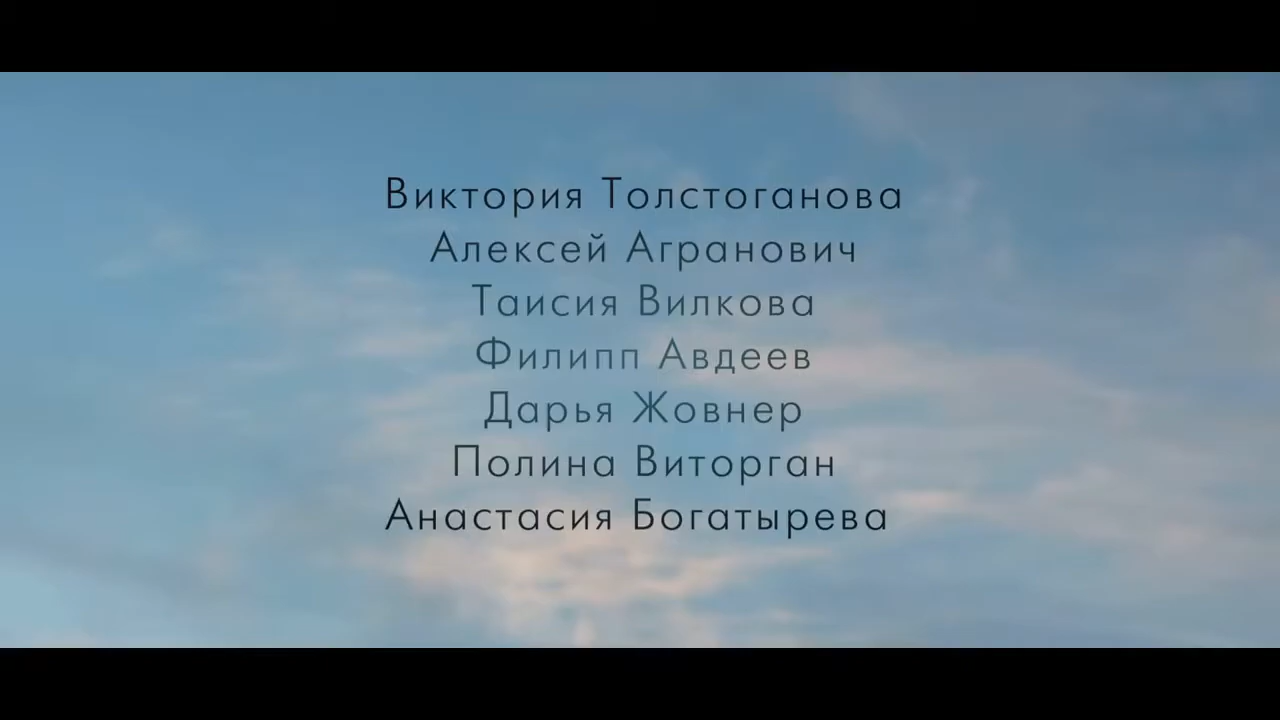 Виктория Толстоганова
Алексей Агранович
Таисия Вилкова
Филипп Авдеев
Дарья Жовнер
Полина Виторган
Анастасия Богатырева